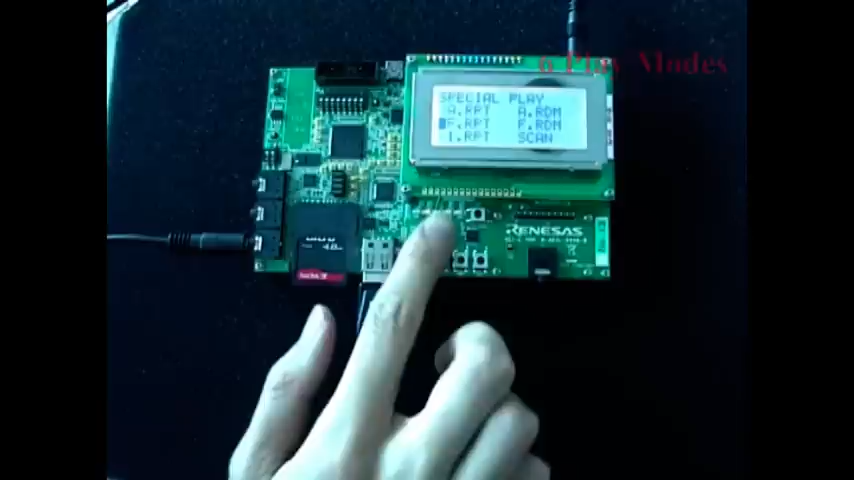 6 Play Modes
SPECIAL PLAY
A.RPT A.RDM
F.RPT F.RDM
1.RPT SCAN
RENESAS